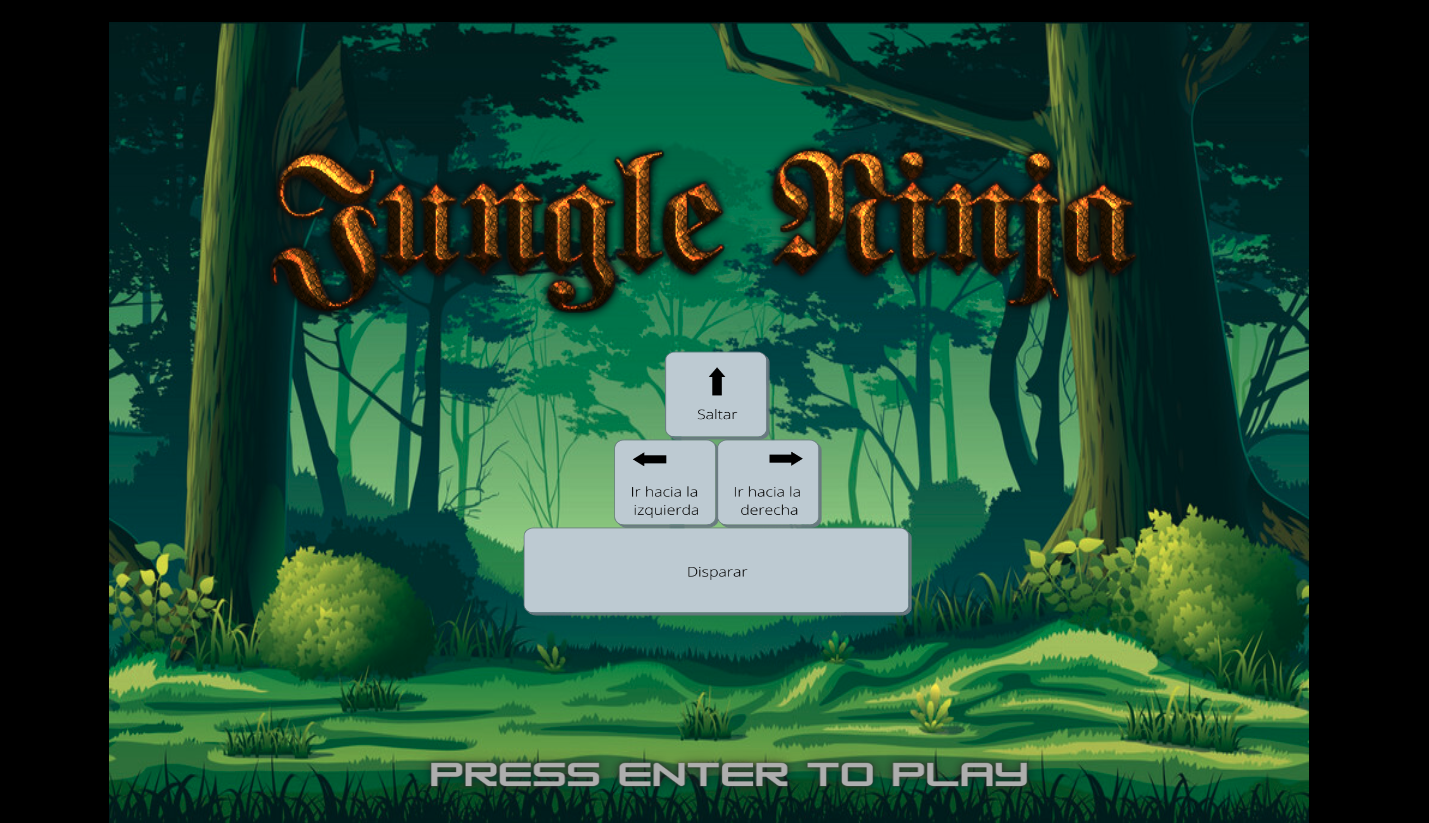 Jungle Ninja
Saltar
Ir hacia la
izquierda
Ir hacia la
derecha
Disparar
PRESS ENTER TO PLAY